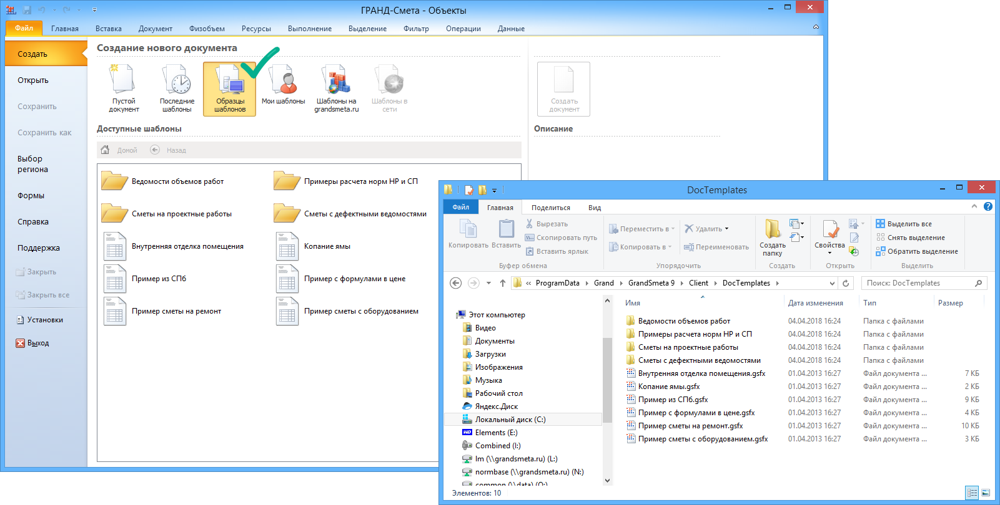 ГРАНД-Смета - Объекты
Файл Главная Вставка Документ Физобъем Ресурсы Выполнение Выделение Фильтр Операции Данные
Создать
Открыть
Сохранить
Сохранить как
Выбор
региона
Формы
Справка
Поддержка
Закрыть
Закрыть все
Установки
Выход
Создание нового документа
Пустой
документ
Последние
шаблоны
Образцы
шаблонов
Мои шаблоны
Шаблоны на
grandsmeta.ru
Шаблоны в
сети
Создать
документ
Доступные шаблоны
Описание
Домой Назад
Ведомости объемов работ Примеры расчета норм НР и СП
Сметы на проектные работы Сметы с дефектными ведомостями
Внутренняя отделка помещения Копание ямы
Пример из СПб Пример с формулами в цене
Пример сметы на ремонт Пример сметы с оборудованием
DocTemplates
Файл Главная Поделиться Вид
Копировать
Вставить
Вырезать
Скопировать путь
Вставить ярлык
Буфер обмена
Переместить в
Копировать в
Удалить
Переименовать
Упорядочить
Создать
папку
Создать
Свойства
Открыть
Выделить все
Снять выделение
Обратить выделение
Выделить
« ProgramData Grand GrandSmeta 9 Client DocTemplates
Поиск: DocTemplates
Этот компьютер
Видео
Документы
Загрузки
Изображения
Музыка
Рабочий стол
Яндекс.Диск
Локальный диск (C:)
Elements (E:)
Combined (I:)
lm (\\grandsmeta.ru) (L:)
normbase (\\grandsmeta.ru) (N:)
common (\\data) (O:)
Имя Дата изменения Тип Размер
Ведомости объемов работ 04.04.2018 16:24 Папка с файлами
Примеры расчета норм НР и СП 04.04.2018 16:24 Папка с файлами
Сметы на проектные работы 04.04.2018 16:24 Папка с файлами
Сметы с дефектными ведомостями 04.04.2018 16:24 Папка с файлами
Внутренняя отделка помещения.gsfx 01.04.2013 16:27 Файл документа ... 7 КБ
Копание ямы.gsfx 01.04.2013 16:27 Файл документа ... 2 КБ
Пример из СПб.gsfx 01.04.2013 16:27 Файл документа ... 9 КБ
Пример с формулами в цене.gsfx 01.04.2013 16:27 Файл документа ... 4 КБ
Пример сметы на ремонт.gsfx 01.04.2013 16:27 Файл документа ... 10 КБ
Пример сметы с оборудованием.gsfx 01.04.2013 16:27 Файл документа ... 3 КБ
Элементов: 10